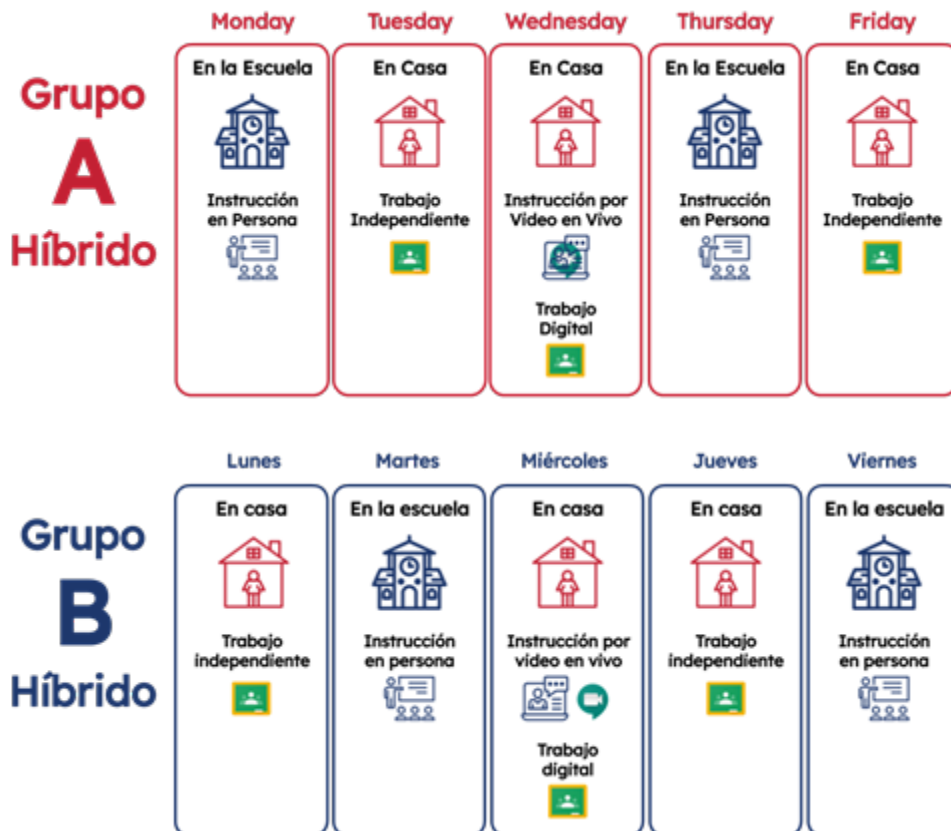 Monday Tuesday Wednesday Thursday Friday
Grupo
A
Híbrido
En la Escuela
Instrucción
en Persona
En Casa
Trabajo
Independiente
En Casa
Instrucción por
Video en Vivo
Trabajo
Digital
En la Escuela
Instrucción
en Persona
En Casa
Trabajo
Independiente
Lunes Martes Miércoles Jueves Viernes
Grupo
B
Híbrido
En casa
Trabajo
independiente
En la escuela
Instrucción
en persona
En casa
Instrucción por
video en vivo
Trabajo
digital
En casa
Trabajo
independiente
En la escuela
Instrucción
en persona